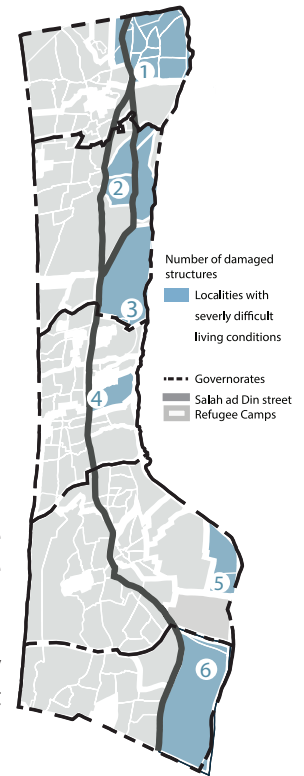 1
2
Number of damaged
structures
Localities with
severly difficult
living conditions
3
Governorates
4
Salah ad Din street
Refugee Camps
5
6